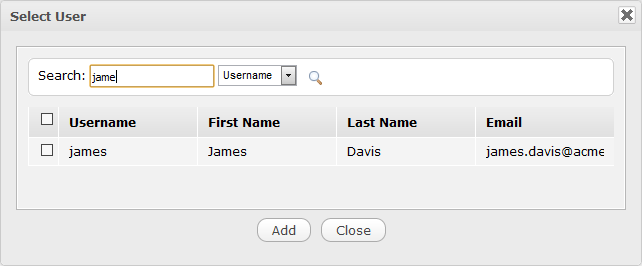 Select User
Search: jame Username
Username First Name Last Name Email
james James Davis james.davis@acme
Add Close